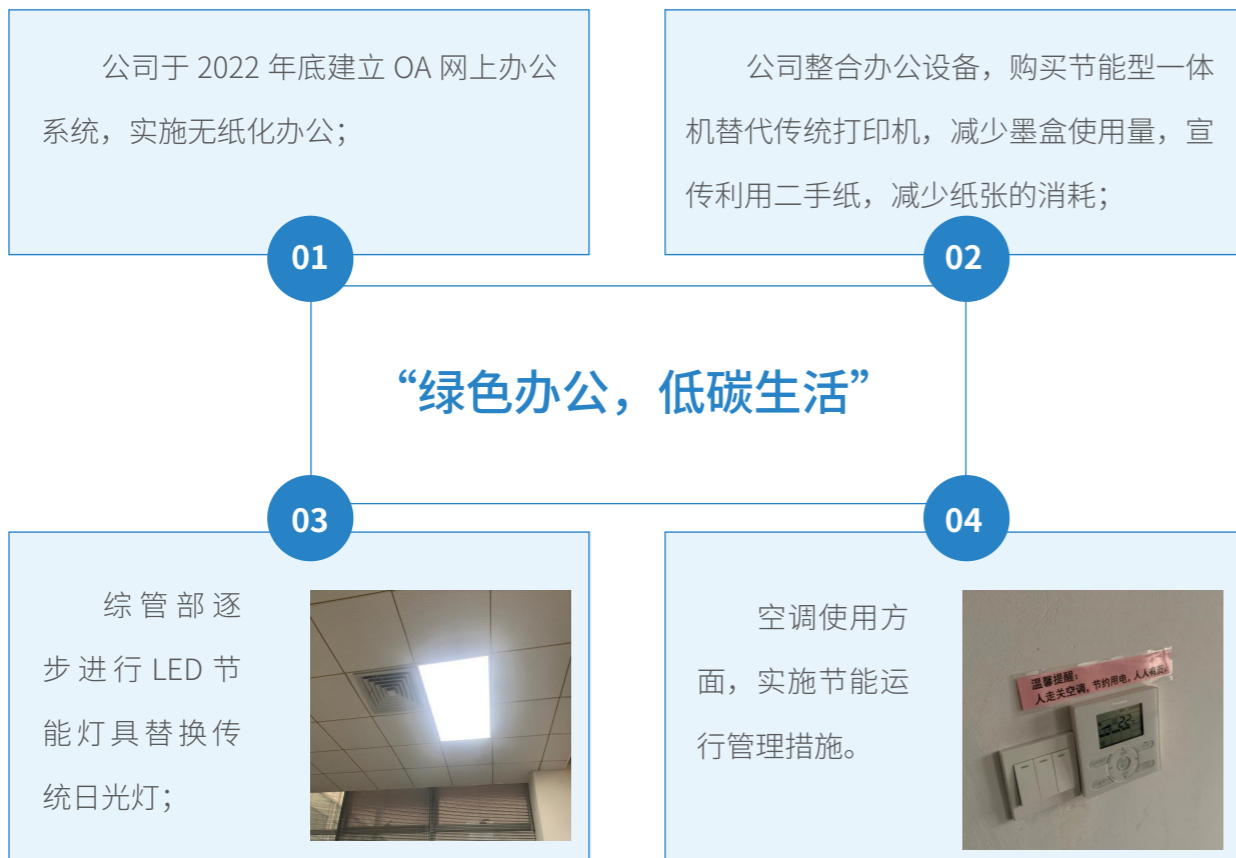 公司于 2022 年底建立 OA 网上办公
系统，实施无纸化办公；
公司整合办公设备，购买节能型一体
机替代传统打印机，减少墨盒使用量，宣
传利用二手纸，减少纸张的消耗；
01
02
“绿色办公，低碳生活”
03
04
综管部逐
步进行 LED 节
能灯具替换传
统日光灯；
空调使用方
面，实施节能运
行管理措施。
温馨提醒：
人走关空调，节约用电，人人有责。